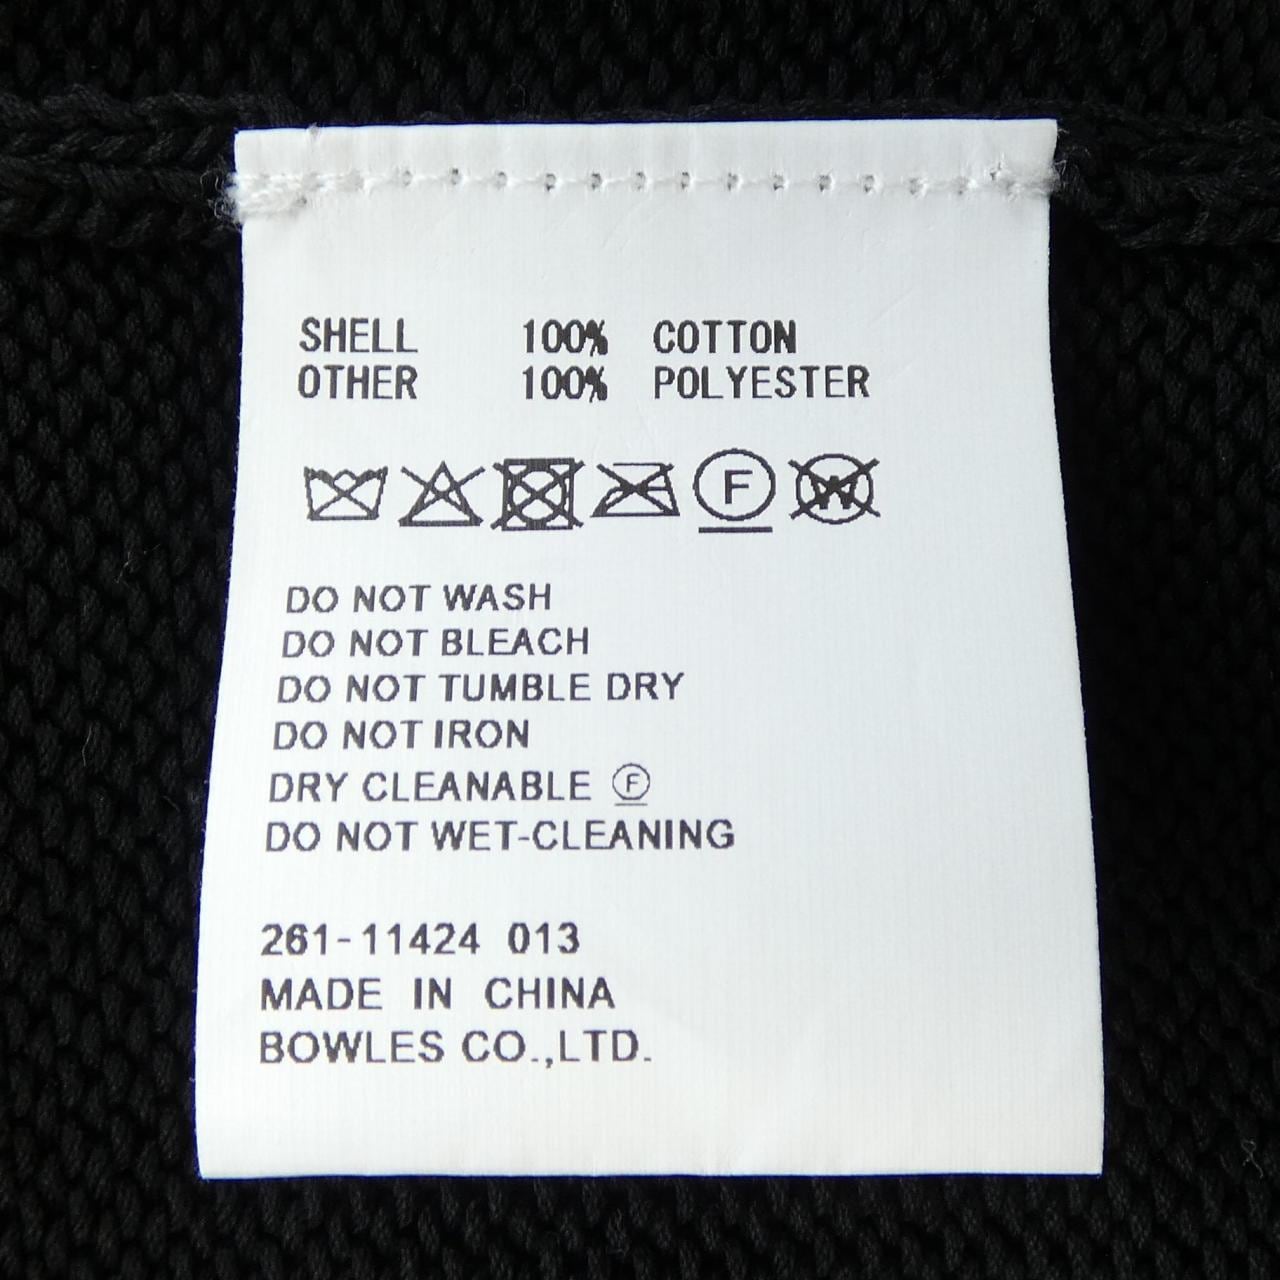 SHELL 100% COTTON
OTHER 100% POLYESTER
F W
DO NOT WASH
DO NOT BLEACH
DO NOT TUMBLE DRY
DO NOT IRON
DRY CLEANABLE F
DO NOT WET-CLEANING
261-11424 013
MADE IN CHINA
BOWLES CO.,LTD.